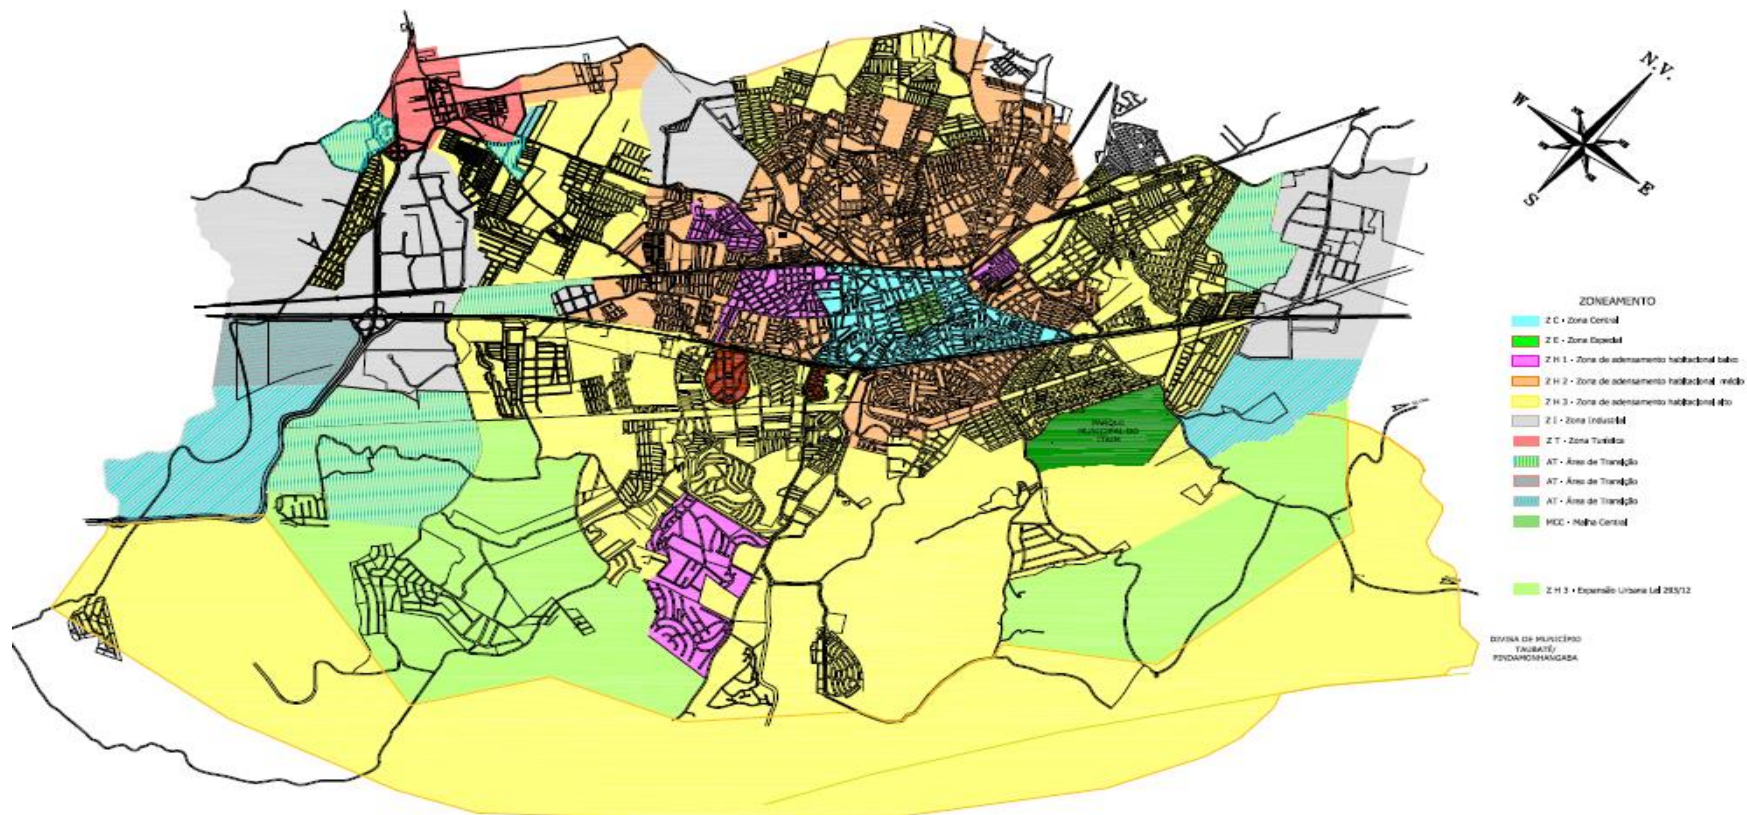 N.V.
W
S
E
ZONEAMENTO
Z C - Zona Central
Z E - Zona Especial
Z H 1 - Zona de adensamento habitacional baixo
Z H 2 - Zona de adensamento habitacional médio
Z H 3 - Zona de adensamento habitacional alto
Z I - Zona Industrial
Z T - Zona Turística
AT - Área de Transição
AT - Área de Transição
AT - Área de Transição
MCC - Malha Central
Z H 3 - Expansão Urbana Lei 293/12
PARQUE
MUNICIPAL DO
ITAIM
DIVISA DE MUNICÍPIO
TAUBATÉ/
PINDAMONHANGABA